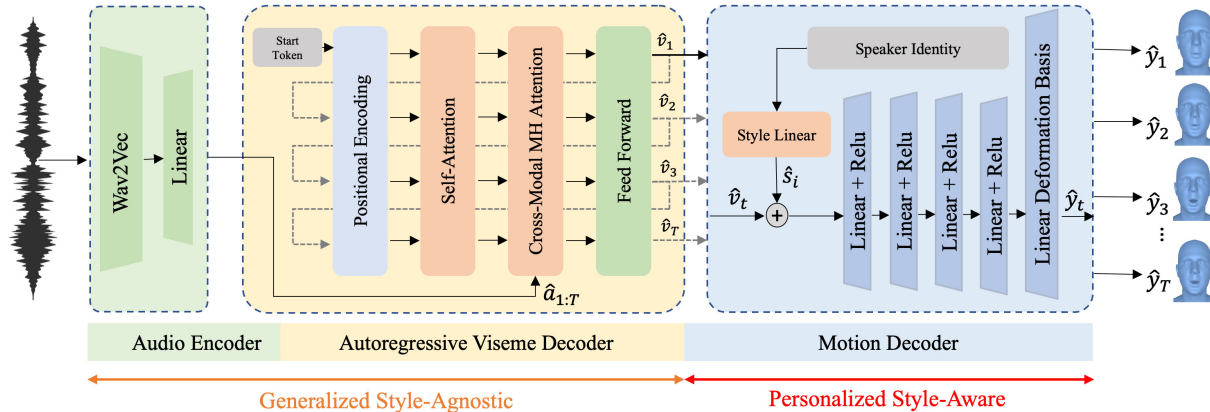 Wav2Vec
Linear
Start
Token
Positional Encoding
Self-Attention
Cross-Modal MH Attention
Feed Forward
v̂₁
v̂₂
v̂₃
v̂_T
â₁:T
Speaker Identity
Style Linear
ŝᵢ
v̂ₜ
+
Linear + Relu
Linear + Relu
Linear + Relu
Linear + Relu
Linear Deformation Basis
ŷₜ
ŷ₁
ŷ₂
ŷ₃
⋮
ŷ_T
Audio Encoder
Autoregressive Viseme Decoder
Motion Decoder
Generalized Style-Agnostic
Personalized Style-Aware